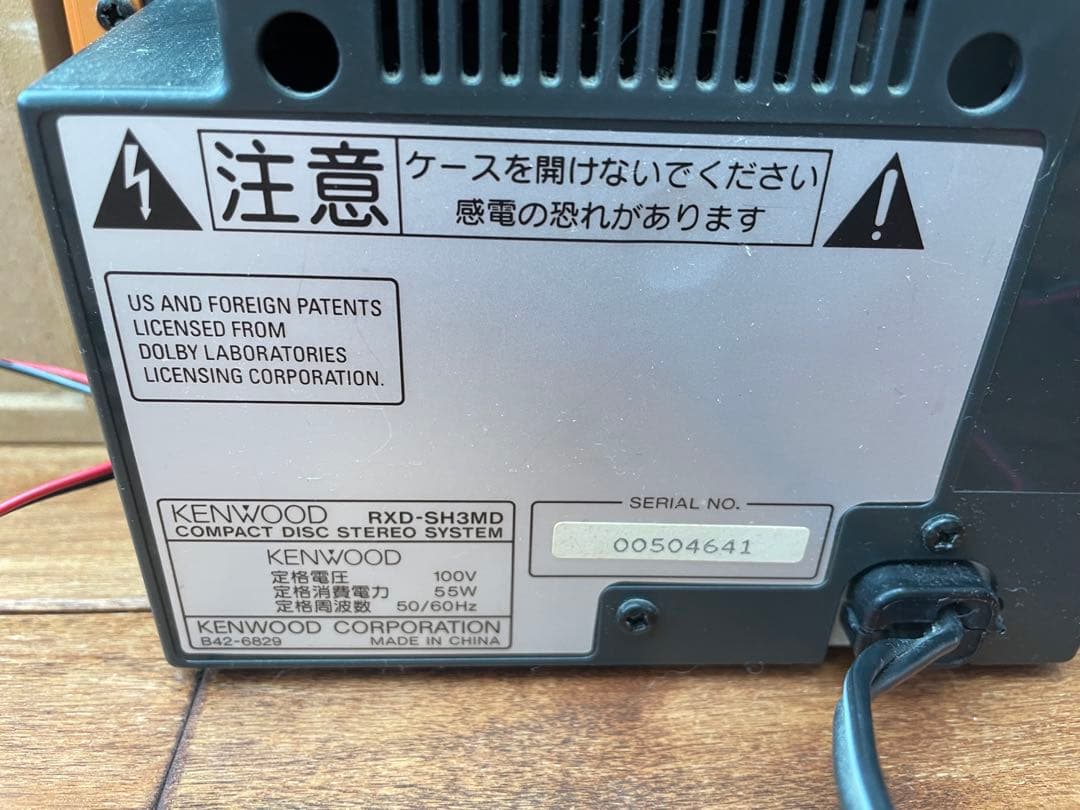 注意
ケースを開けないでください
感電の恐れがあります
US AND FOREIGN PATENTS
LICENSED FROM
DOLBY LABORATORIES
LICENSING CORPORATION.
KENWOOD RXD-SH3MD
COMPACT DISC STEREO SYSTEM
KENWOOD
定格電圧 100V
定格消費電力 55W
定格周波数 50/60Hz
KENWOOD CORPORATION
B42-6829 MADE IN CHINA
SERIAL NO.
00504641